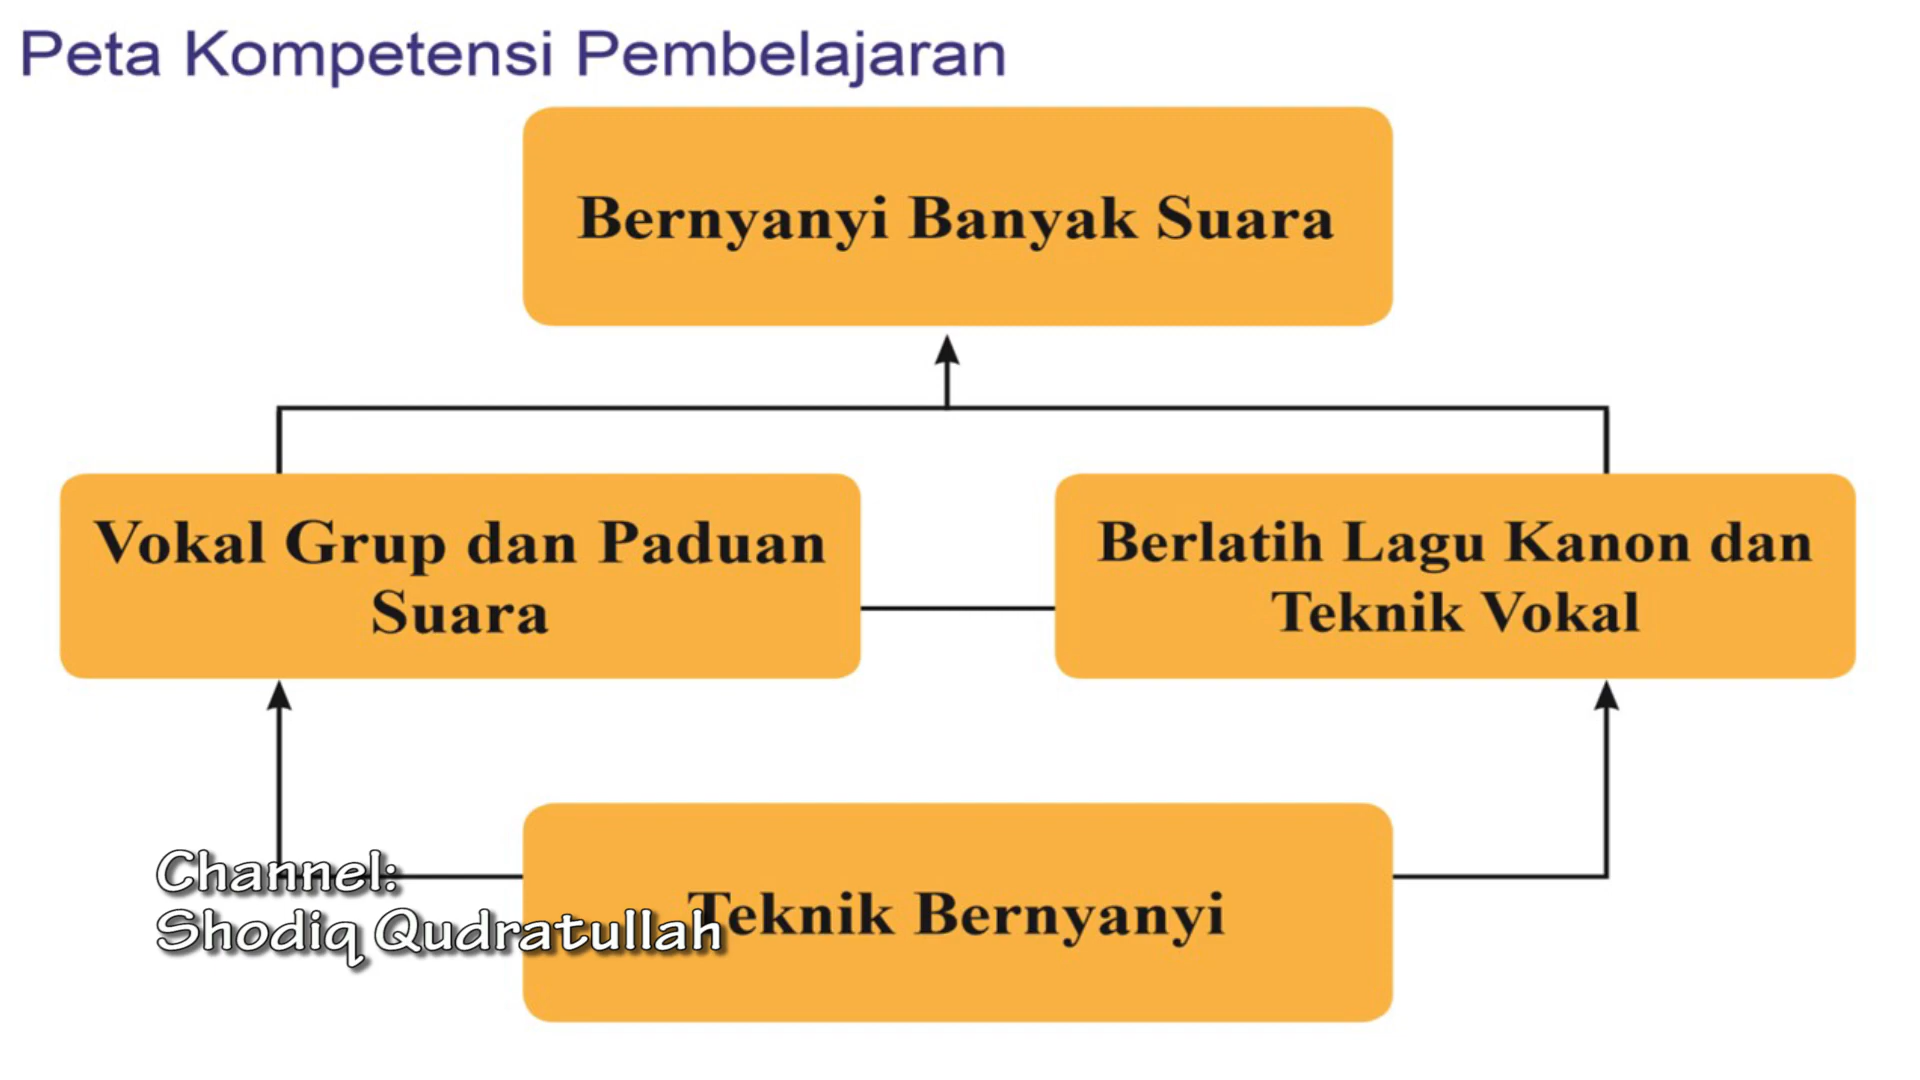 Peta Kompetensi Pembelajaran
Bernyanyi Banyak Suara
Vokal Grup dan Paduan
Suara
Berlatih Lagu Kanon dan
Teknik Vokal
Teknik Bernyanyi
Channel:
Shodiq Qudratullah